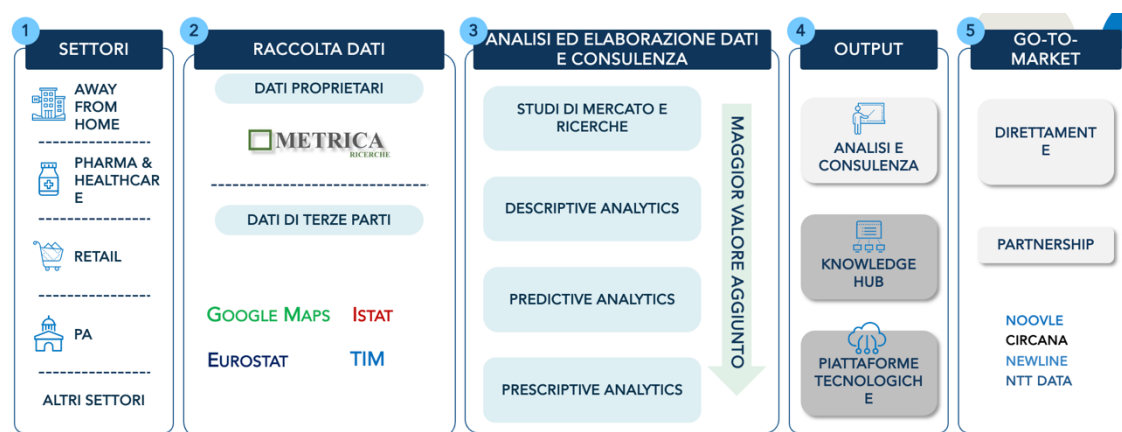 1
SETTORI
AWAY
FROM
HOME
PHARMA &
HEALTHCAR
E
RETAIL
PA
ALTRI SETTORI
2
RACCOLTA DATI
DATI PROPRIETARI
METRICA
RICERCHE
DATI DI TERZE PARTI
GOOGLE MAPS ISTAT
EUROSTAT TIM
3
ANALISI ED ELABORAZIONE DATI
E CONSULENZA
STUDI DI MERCATO E
RICERCHE
DESCRIPTIVE ANALYTICS
PREDICTIVE ANALYTICS
PRESCRIPTIVE ANALYTICS
MAGGIOR VALORE AGGIUNTO
4
OUTPUT
ANALISI E
CONSULENZA
KNOWLEDGE
HUB
PIATTAFORME
TECNOLOGICH
E
5
GO-TO-
MARKET
DIRETTAMENT
E
PARTNERSHIP
NOOVLE
CIRCANA
NEWLINE
NTT DATA